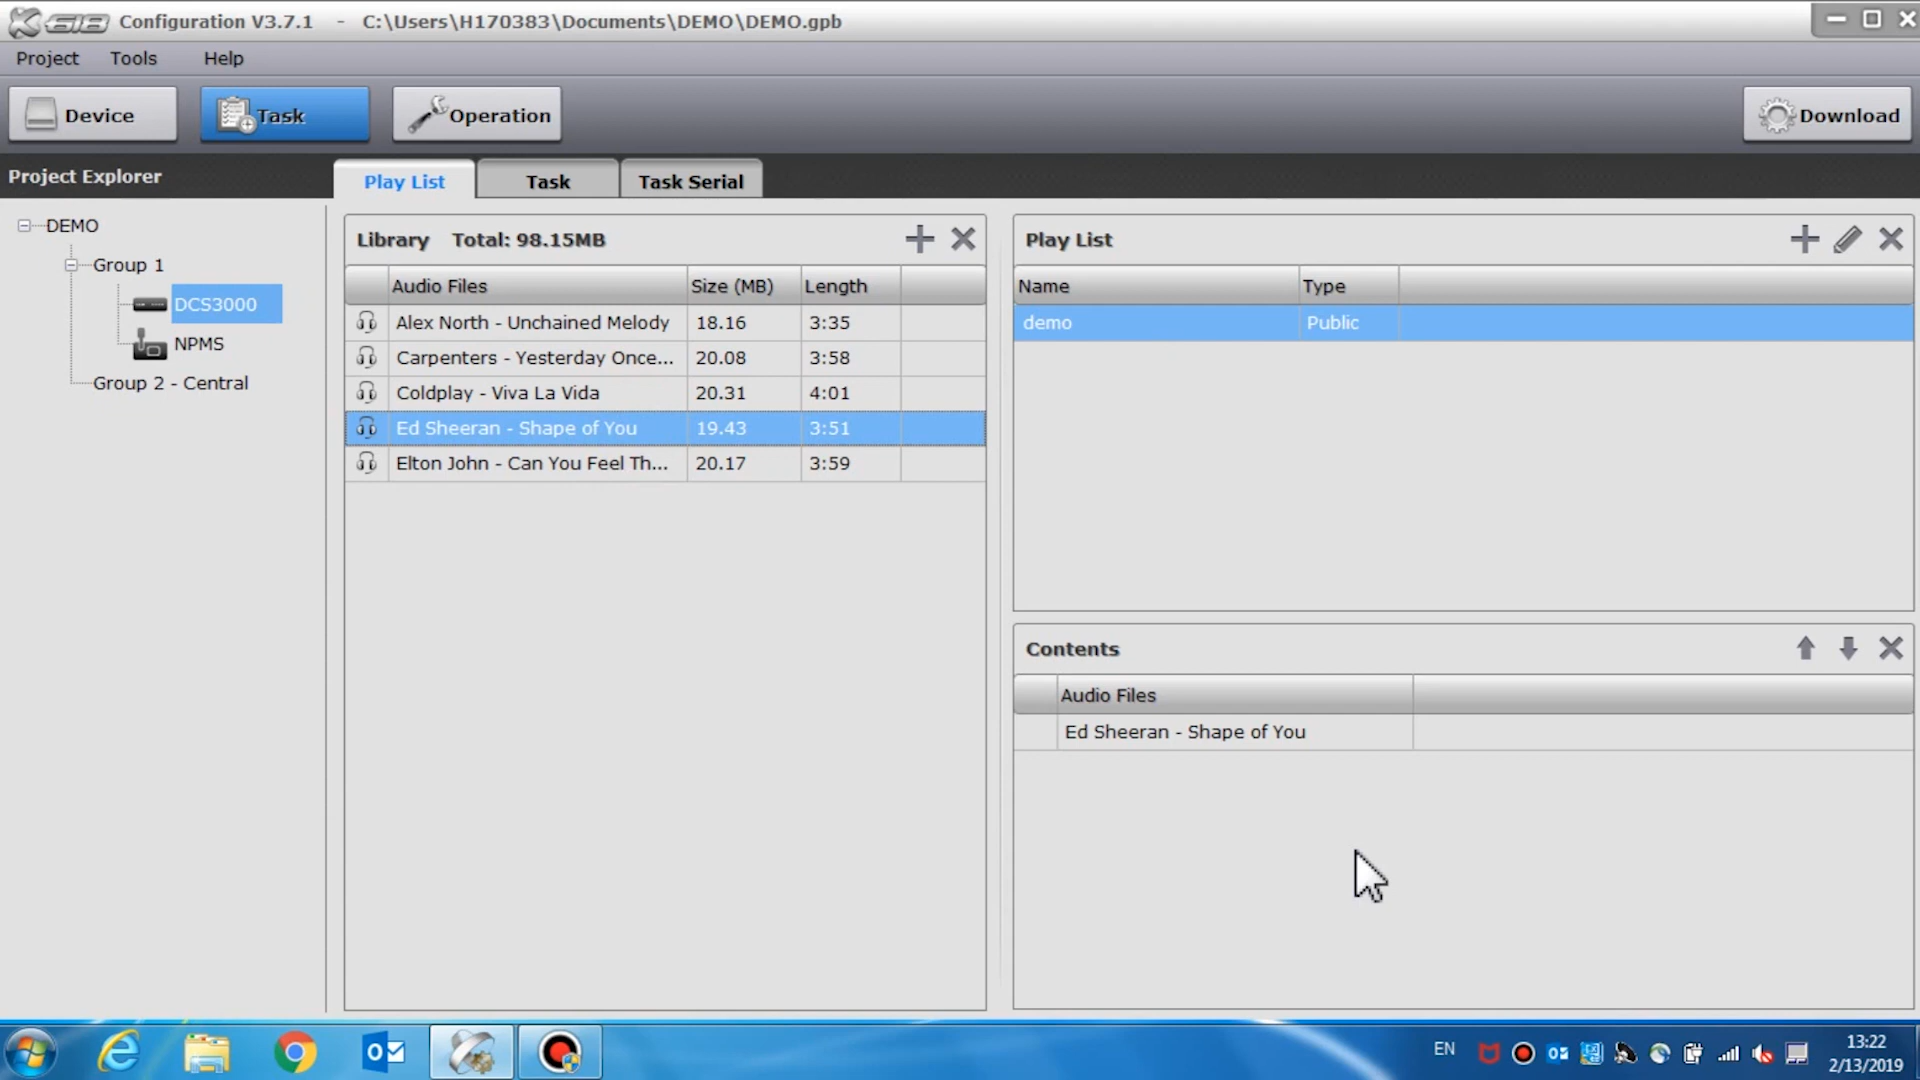 X-618 Configuration V3.7.1 - C:\Users\H170383\Documents\DEMO\DEMO.gpb
Project Tools Help
Device Task Operation Download
Project Explorer
Play List Task Task Serial
DEMO
Group 1
DCS3000
NPMS
Group 2 - Central
Library Total: 98.15MB
Audio Files Size (MB) Length
Alex North - Unchained Melody 18.16 3:35
Carpenters - Yesterday Once... 20.08 3:58
Coldplay - Viva La Vida 20.31 4:01
Ed Sheeran - Shape of You 19.43 3:51
Elton John - Can You Feel Th... 20.17 3:59
Play List
Name Type
demo Public
Contents
Audio Files
Ed Sheeran - Shape of You
EN
13:22
2/13/2019